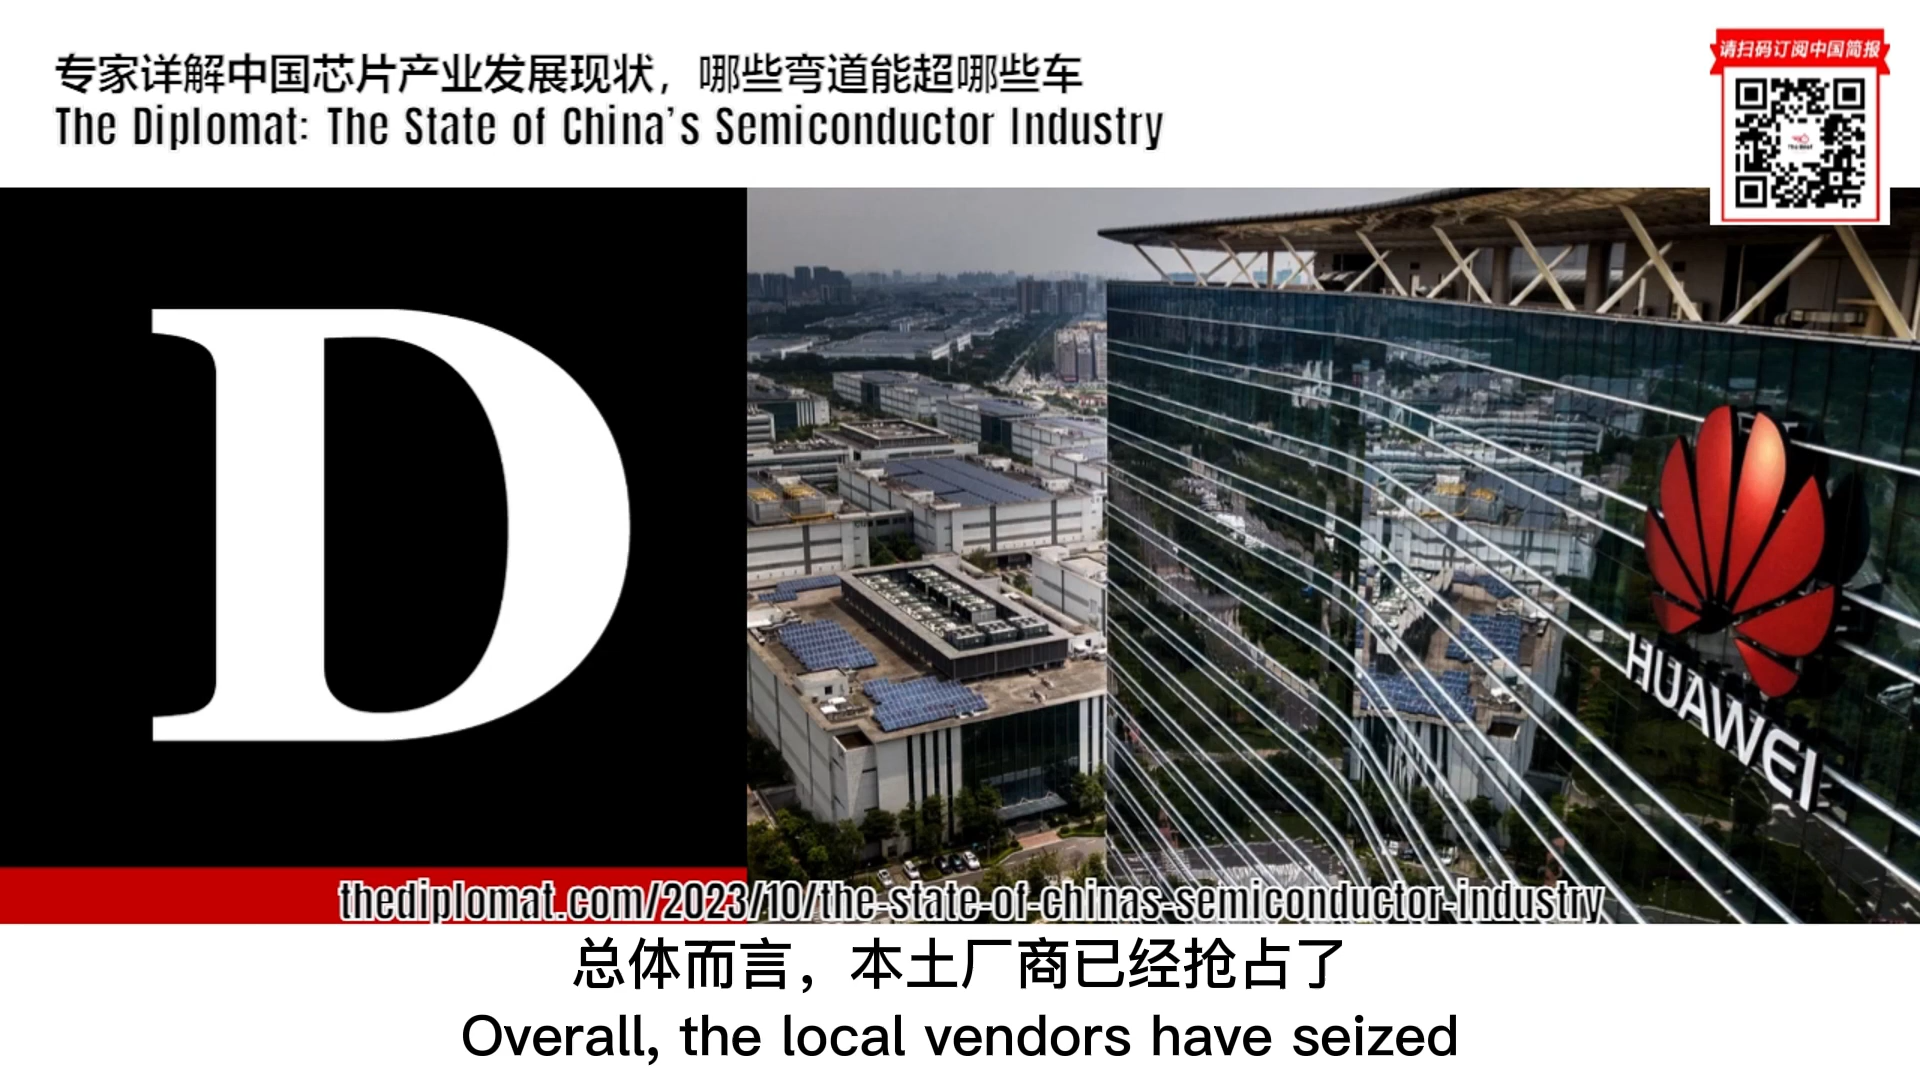 专家详解中国芯片产业发展现状，哪些弯道能超哪些车
The Diplomat: The State of China's Semiconductor Industry
请扫码订阅中国简报
D
HUAWEI
thediplomat.com/2023/10/the-state-of-chinas-semiconductor-industry
总体而言，本土厂商已经抢占了
Overall, the local vendors have seized